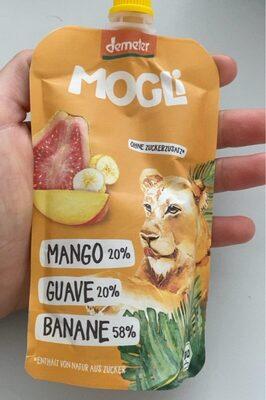 demeter
MOGLi
OHNE ZUCKERZUSATZ*
MANGO 20%
GUAVE 20%
BANANE 58%
*ENTHÄLT VON NATUR AUS ZUCKER